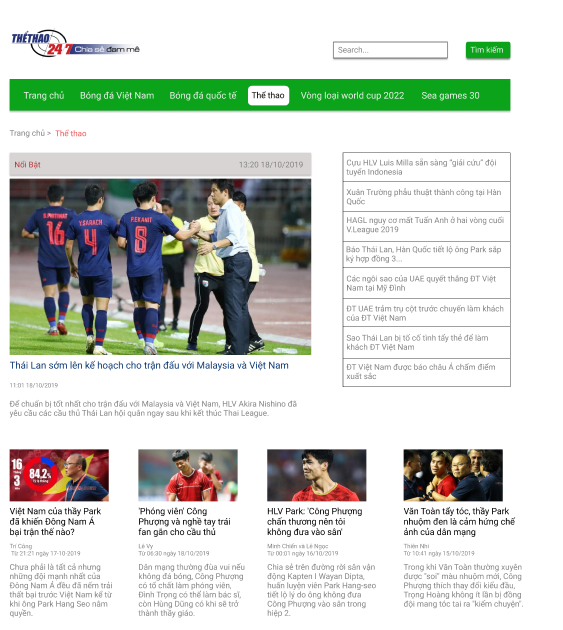 THỂTHAO
24 7 Chia sẻ đam mê
Search...
Tìm kiếm
Trang chủ
Bóng đá Việt Nam
Bóng đá quốc tế
Thể thao
Vòng loại world cup 2022
Sea games 30
Trang chủ > Thể thao
Nổi Bật
13:20 18/10/2019
16
4
8
Thái Lan sớm lên kế hoạch cho trận đấu với Malaysia và Việt Nam
11:01 18/10/2019
Để chuẩn bị tốt nhất cho trận đấu với Malaysia và Việt Nam, HLV Akira Nishino đã
yêu cầu các cầu thủ Thái Lan hội quân ngay sau khi kết thúc Thai League.
Cựu HLV Luis Milla sẵn sàng “giải cứu” đội
tuyển Indonesia
Xuân Trường phẫu thuật thành công tại Hàn
Quốc
HAGL nguy cơ mất Tuấn Anh ở hai vòng cuối
V.League 2019
Báo Thái Lan, Hàn Quốc tiết lộ ông Park sắp
ký hợp đồng 3...
Các ngôi sao của UAE quyết thắng ĐT Việt
Nam tại Mỹ Đình
ĐT UAE trảm trụ cột trước chuyến làm khách
của ĐT Việt Nam
Sao Thái Lan bị tố cố tình tẩy thẻ để làm
khách ĐT Việt Nam
ĐT Việt Nam được báo châu Á chấm điểm
xuất sắc
16
3
84.2%
Việt Nam của thầy Park
đã khiến Đông Nam Á
bại trận thế nào?
Trí Công
Từ 21:21 ngày 17-10-2019
Chưa phải là tất cả nhưng
những đội mạnh nhất của
Đông Nam Á đều đã nếm trải
thất bại trước Việt Nam kể từ
khi ông Park Hang Seo nắm
quyền.
'Phóng viên' Công
Phượng và nghề tay trái
fan gán cho cầu thủ
Lê Vy
Từ 06:30 ngày 18/10/2019
Dân mạng thường đùa vui nếu
không đá bóng, Công Phượng
có tố chất làm phóng viên,
Đình Trọng có thể làm bác sĩ,
còn Hùng Dũng có khi sẽ trở
thành thầy giáo.
HLV Park: 'Công Phượng
chấn thương nên tôi
không đưa vào sân'
Minh Chiến và Lê Ngọc
Từ 00:01 ngày 16/10/2019
Chia sẻ trên đường rời sân vận
động Kapten I Wayan Dipta,
huấn luyện viên Park Hang-seo
tiết lộ lý do ông không đưa
Công Phượng vào sân trong
hiệp 2.
Văn Toàn tẩy tóc, thầy Park
nhuộm đen là cảm hứng chế
ảnh của dân mạng
Thiên Nhi
Từ 10:41 ngày 15/10/2019
Trong khi Văn Toàn thường xuyên
được "soi" màu nhuộm mới, Công
Phượng thích thay đổi kiểu đầu,
Trọng Hoàng không ít lần bị đồng
đội mang tóc tai ra "kiếm chuyện".